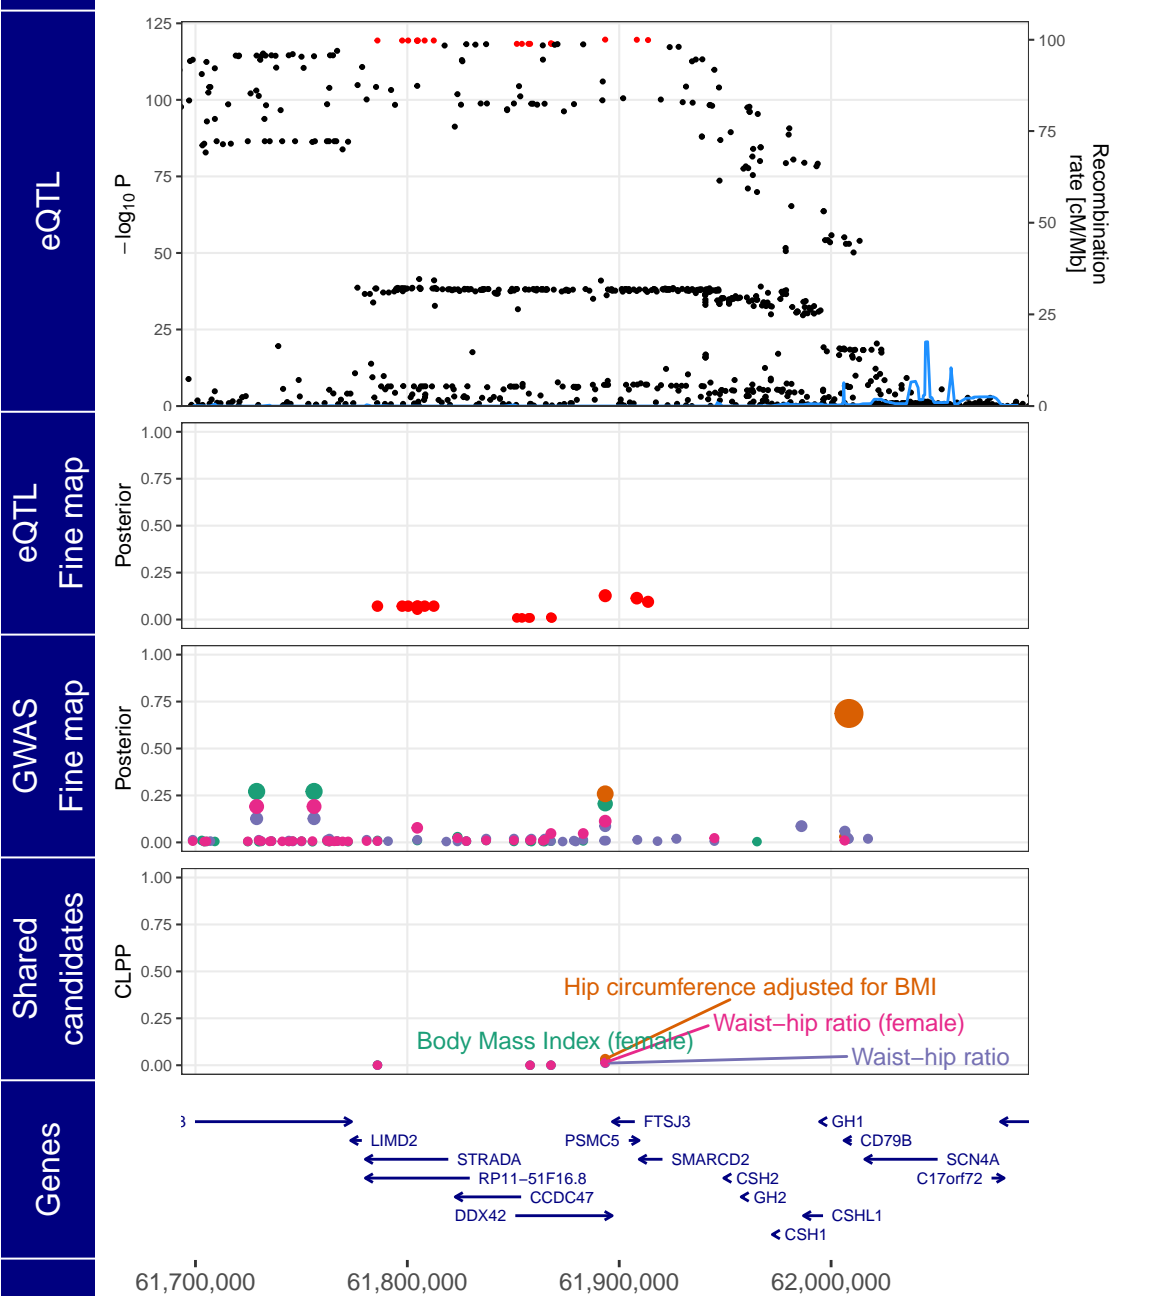 eQTL
−log10 P
125
100
75
50
25
0
100
75
50
25
0
Recombination
rate [cM/Mb]
eQTL
Fine map
Posterior
1.00
0.75
0.50
0.25
0.00
GWAS
Fine map
Posterior
1.00
0.75
0.50
0.25
0.00
Shared
candidates
CLPP
1.00
0.75
0.50
0.25
0.00
Hip circumference adjusted for BMI
Waist−hip ratio (female)
Body Mass Index (female)
Waist−hip ratio
Genes
FTSJ3
GH1
LIMD2
PSMC5
CD79B
STRADA
SMARCD2
SCN4A
RP11−51F16.8
CSH2
C17orf72
CCDC47
GH2
DDX42
CSHL1
CSH1
61,700,000
61,800,000
61,900,000
62,000,000